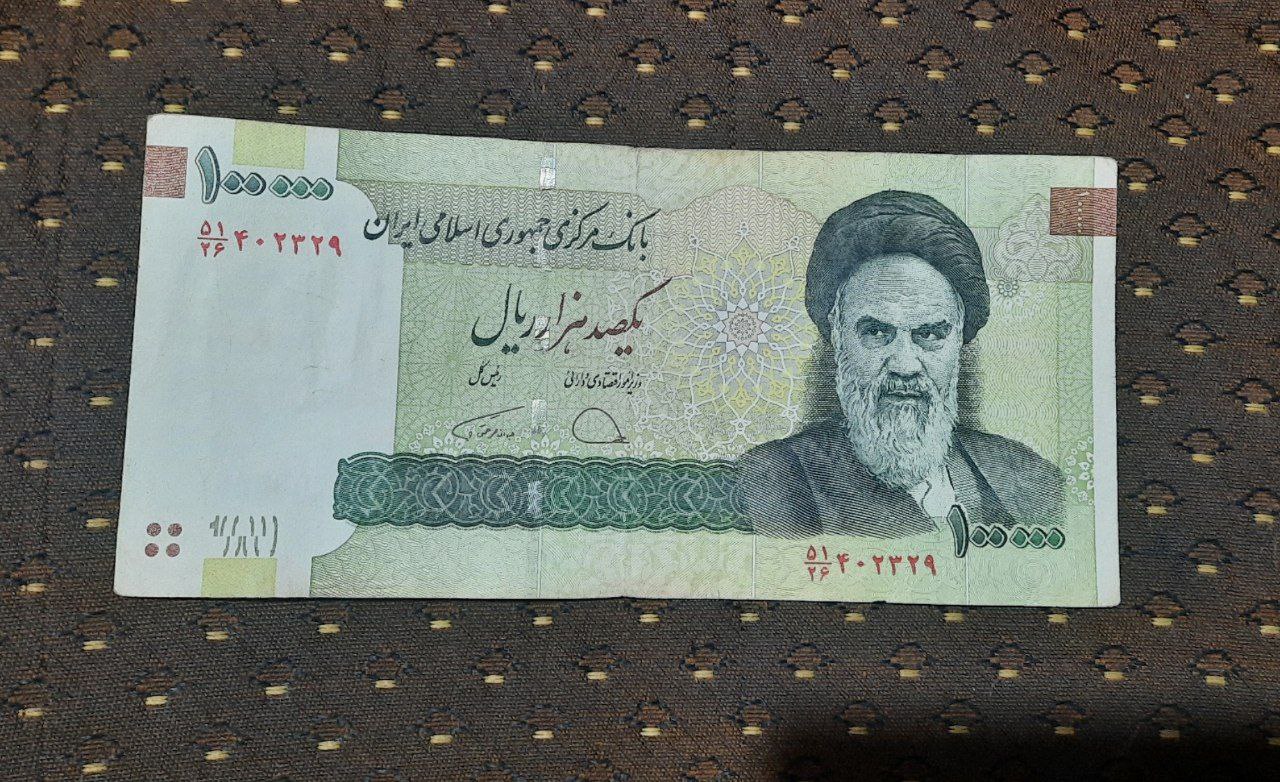 ۱۰۰۰۰۰
۵۱/۲۶ ۴۰۲۳۲۹
بانک مرکزی جمهوری اسلامی ایران
یکصد هزار ریال
وزیر امور اقتصادی و دارائی
رئیس کل
۱۰۰۰۰۰
۵۱/۲۶ ۴۰۲۳۲۹